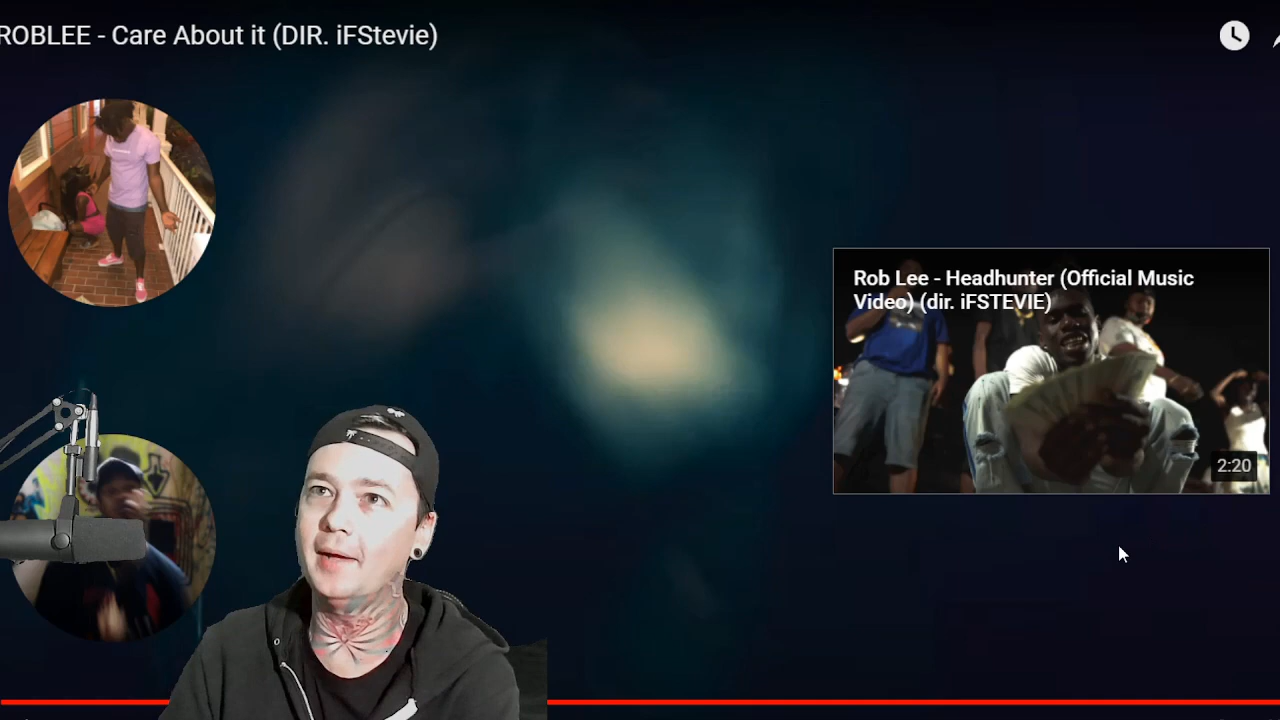 ROBLEE - Care About it (DIR. iFStevie)
Rob Lee - Headhunter (Official Music
Video) (dir. iFSTEVIE)
2:20